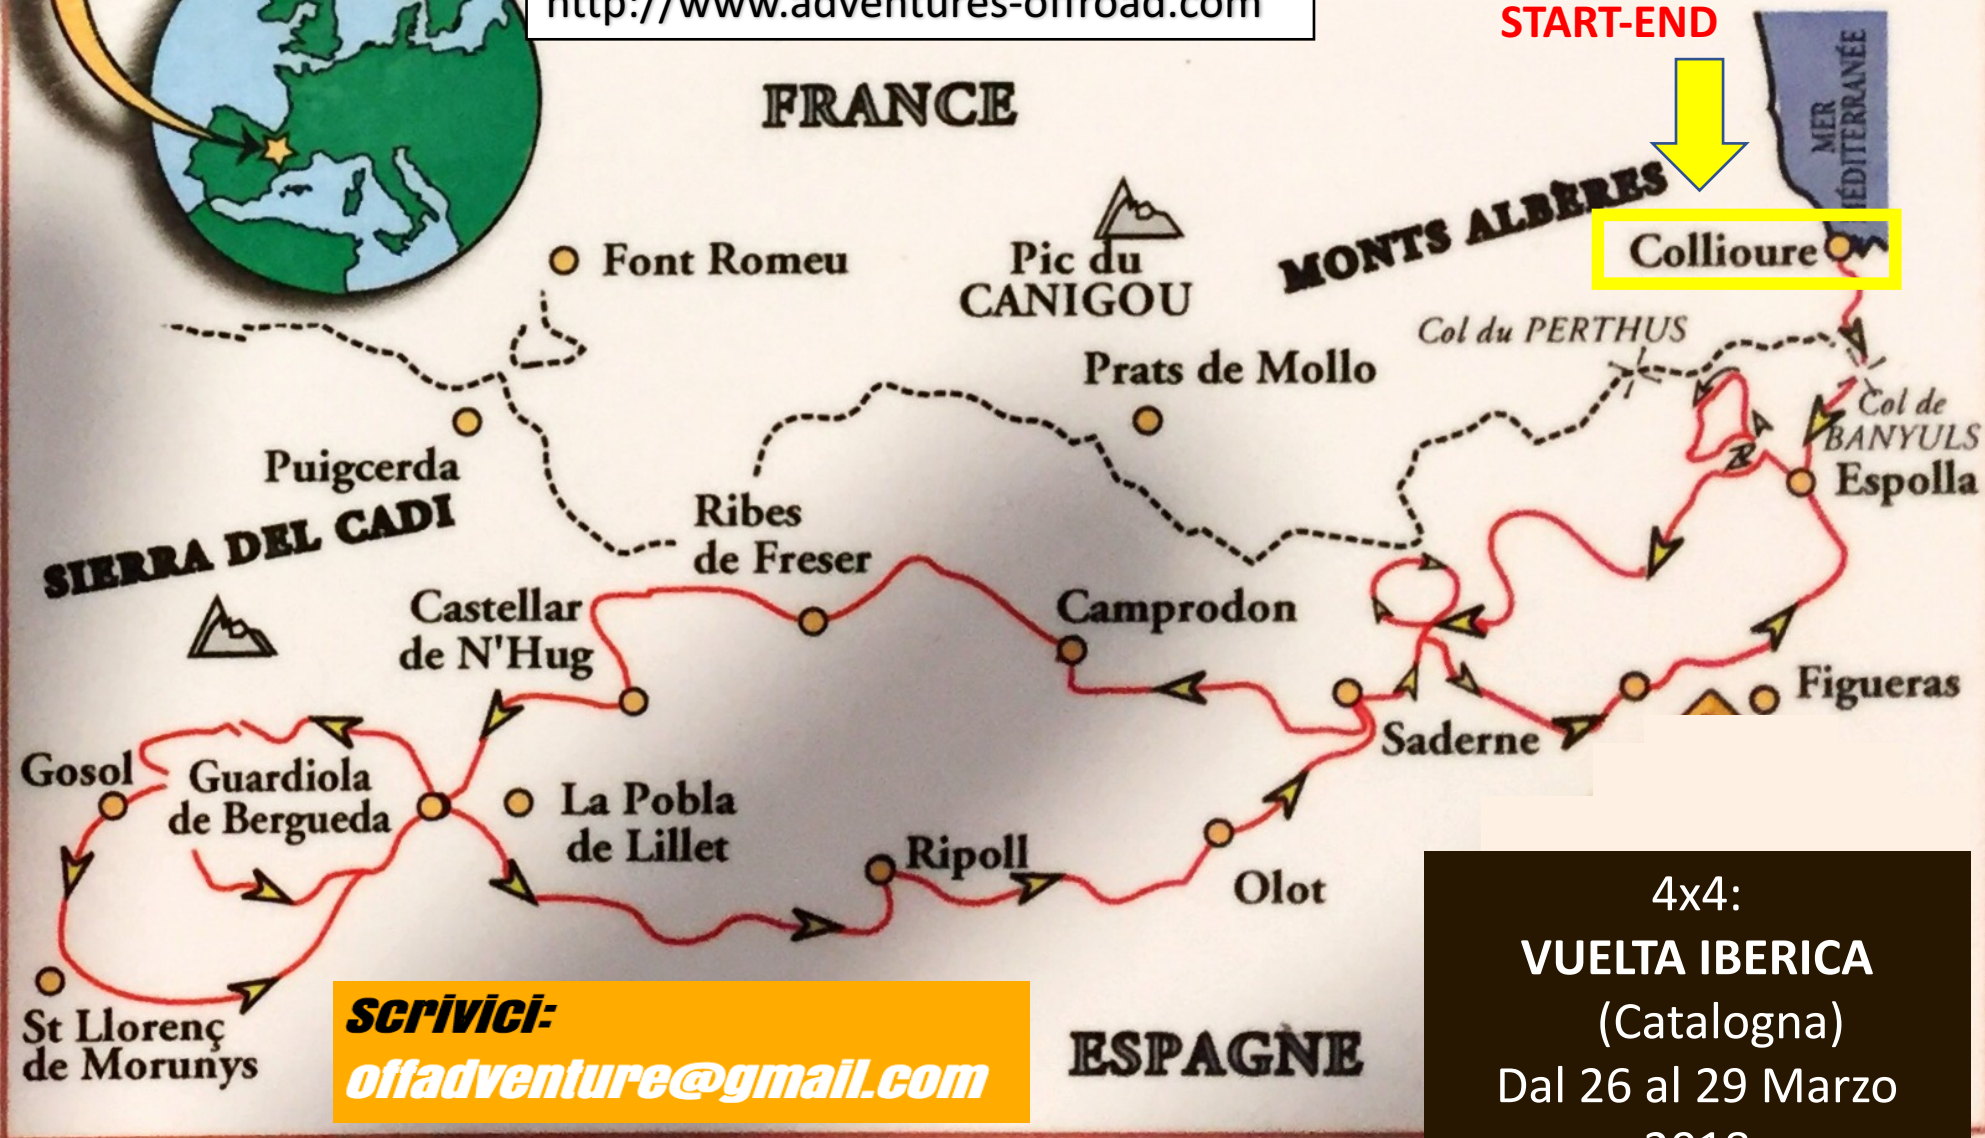 http://www.adventures-offroad.com
START-END
FRANCE
MER
MÉDITERRANÉE
MONTS ALBÈRES
Collioure
Font Romeu
Pic du
CANIGOU
Col du PERTHUS
Prats de Mollo
Col de
BANYULS
Puigcerda
Espolla
SIERRA DEL CADI
Ribes
de Freser
Castellar
de N'Hug
Camprodon
Figueras
Saderne
Gosol
Guardiola
de Bergueda
La Pobla
de Lillet
Ripoll
Olot
St Llorenç
de Morunys
scrivici:
offadventure@gmail.com
ESPAGNE
4x4:
VUELTA IBERICA
(Catalogna)
Dal 26 al 29 Marzo